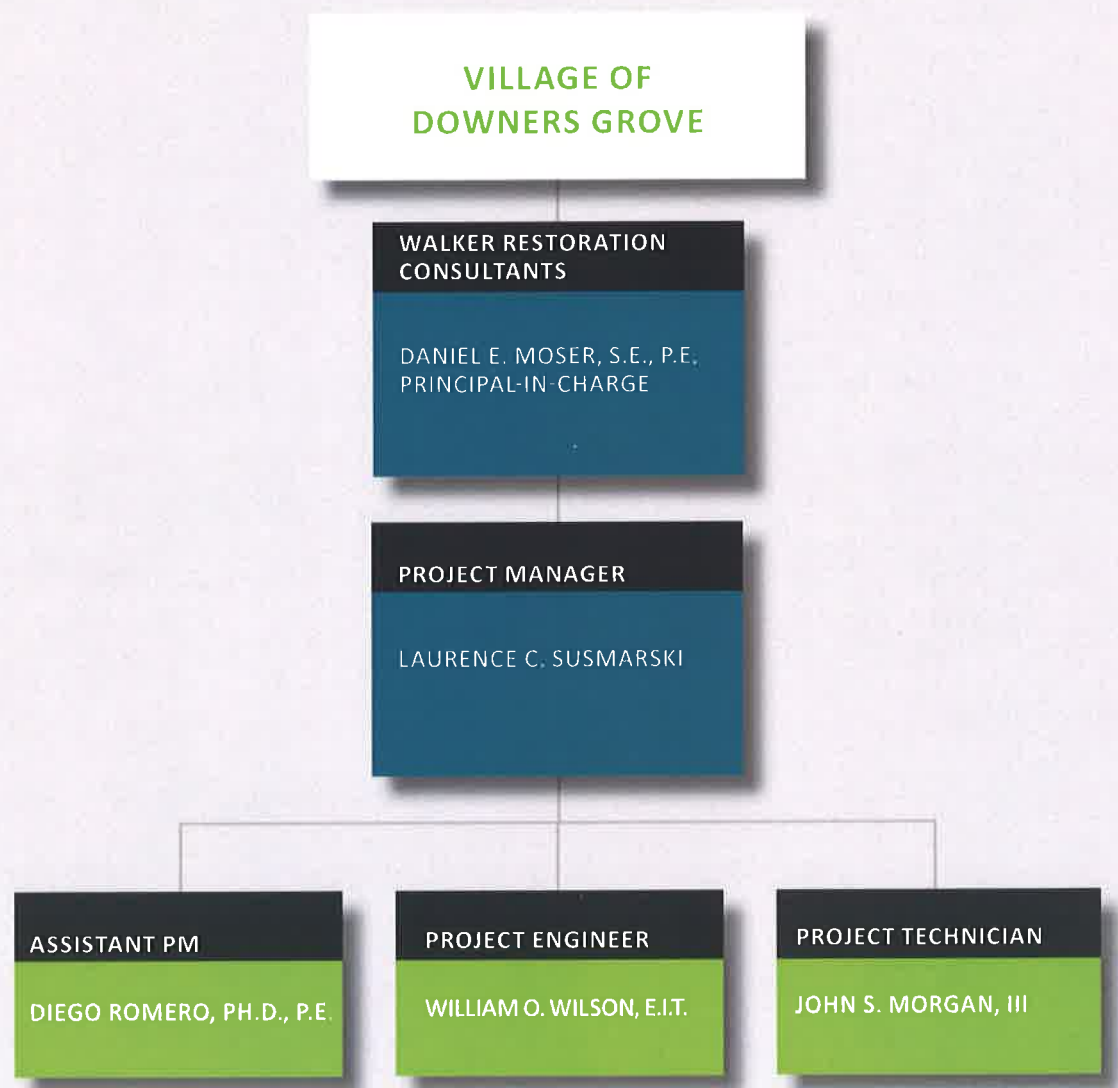 VILLAGE OF
DOWNERS GROVE
WALKER RESTORATION
CONSULTANTS
DANIEL E. MOSER, S.E., P.E.
PRINCIPAL-IN-CHARGE
PROJECT MANAGER
LAURENCE C. SUSMARSKI
ASSISTANT PM
DIEGO ROMERO, PH.D., P.E.
PROJECT ENGINEER
WILLIAM O. WILSON, E.I.T.
PROJECT TECHNICIAN
JOHN S. MORGAN, III